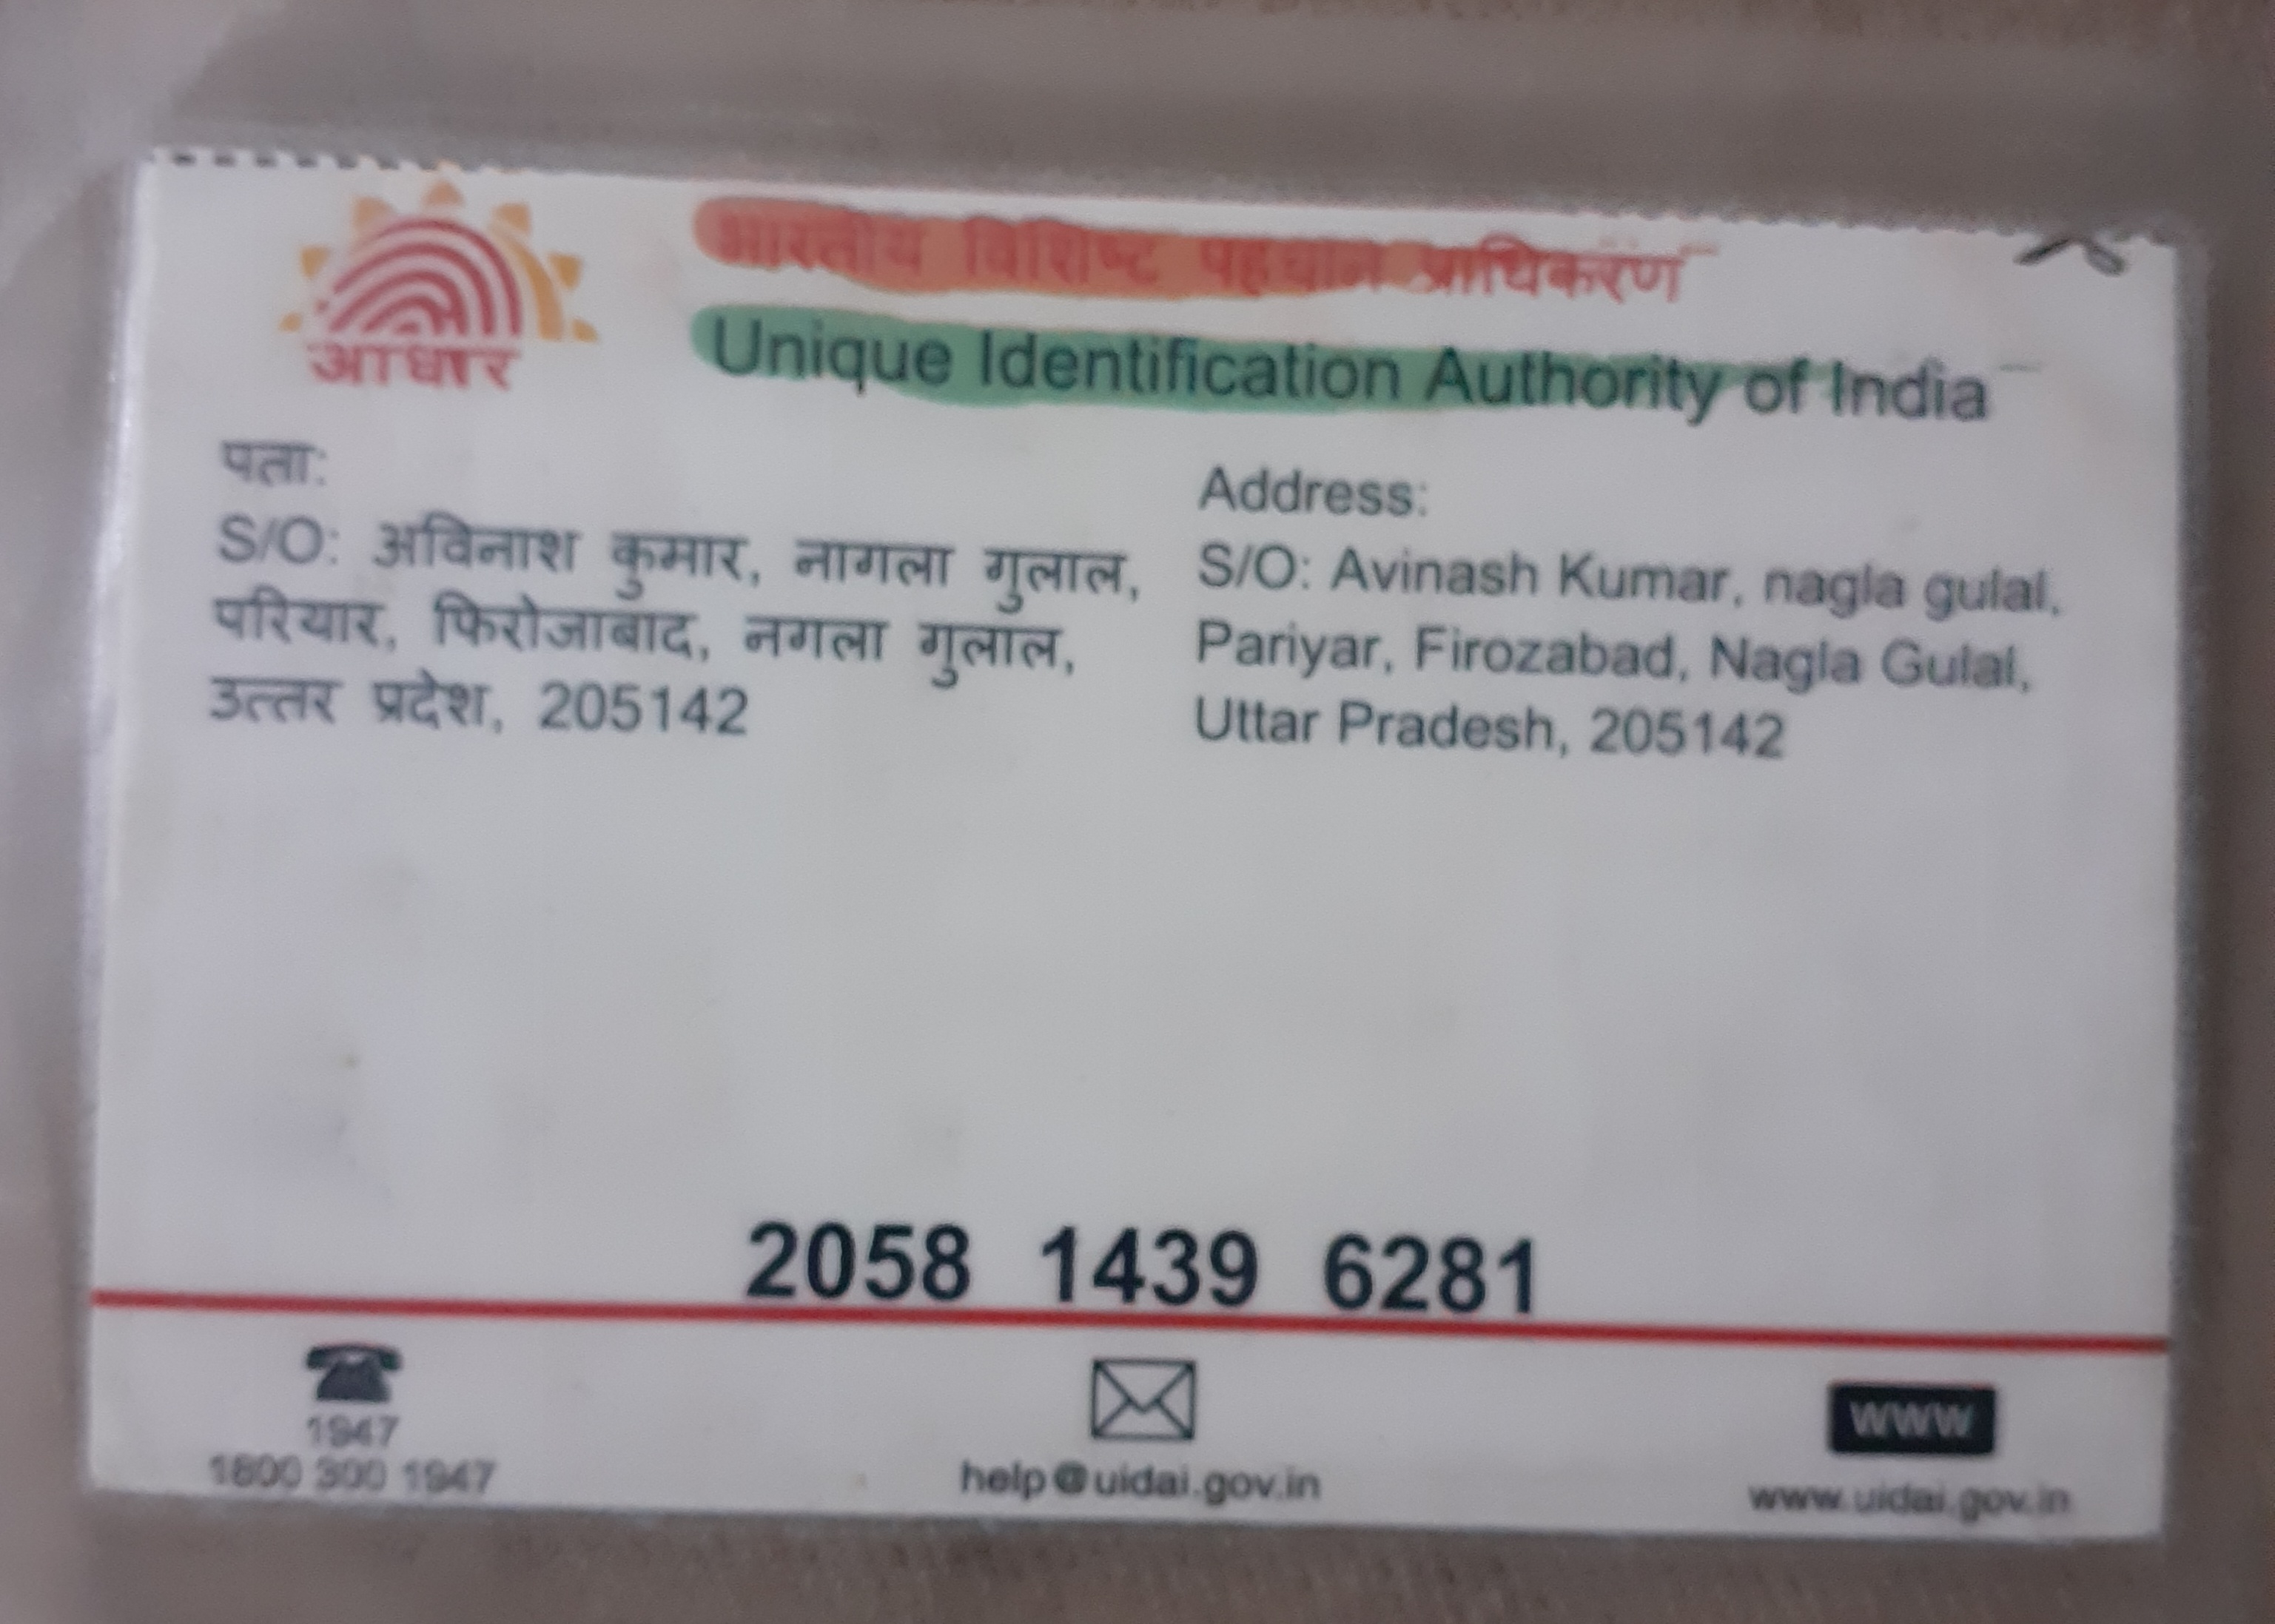 आधार
भारतीय विशिष्ट पहचान प्राधिकरण
Unique Identification Authority of India
पता:
S/O: अविनाश कुमार, नागला गुलाल,
परियार, फिरोजाबाद, नगला गुलाल,
उत्तर प्रदेश, 205142
Address:
S/O: Avinash Kumar, nagla gulal,
Pariyar, Firozabad, Nagla Gulal,
Uttar Pradesh, 205142
2058 1439 6281
1947
1800 300 1947
help@uidai.gov.in
www
www.uidai.gov.in